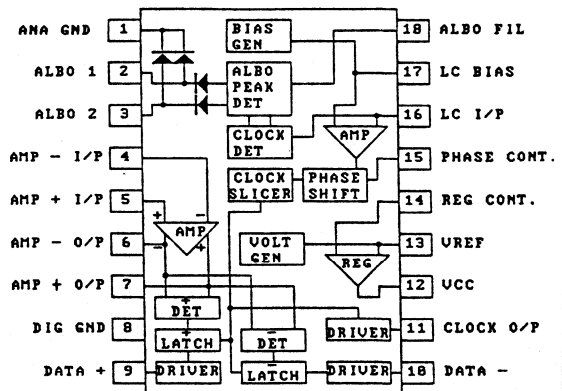 ANA GND 1
ALBO 1 2
ALBO 2 3
AMP - I/P 4
AMP + I/P 5
AMP - O/P 6
AMP + O/P 7
DIG GND 8
DATA + 9
18 ALBO FIL
17 LC BIAS
16 LC I/P
15 PHASE CONT.
14 REG CONT.
13 VREF
12 VCC
11 CLOCK O/P
10 DATA -
BIAS
GEN
ALBO
PEAK
DET
CLOCK
DET
AMP
CLOCK
SLICER
PHASE
SHIFT
+ -
AMP
- +
VOLT
GEN
REG
+
DET
+
LATCH
DRIVER
-
DET
-
LATCH
DRIVER
DRIVER